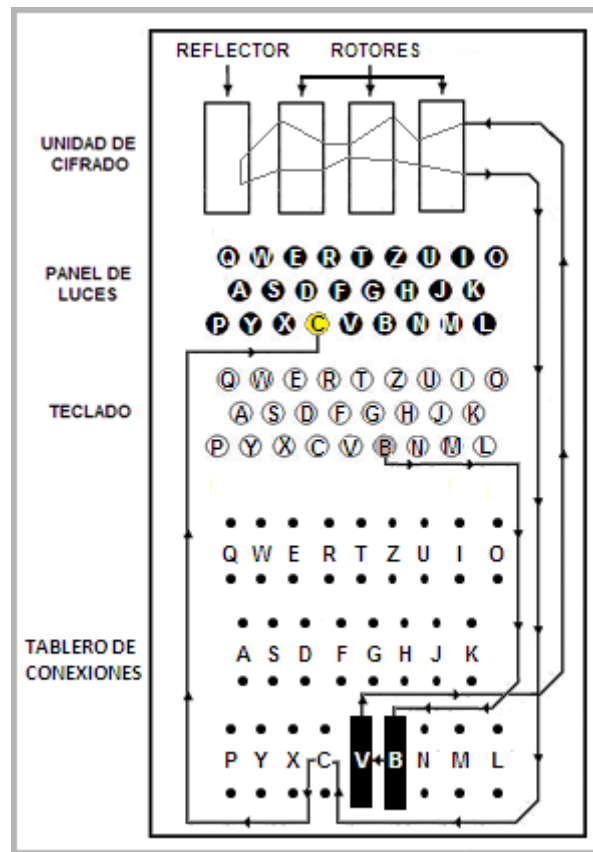 REFLECTOR ROTORES
UNIDAD DE
CIFRADO
PANEL DE
LUCES
Q W E R T Z U I O
A S D F G H J K
P Y X C V B N M L
TECLADO
Q W E R T Z U I O
A S D F G H J K
P Y X C V B N M L
TABLERO DE
CONEXIONES
Q W E R T Z U I O
A S D F G H J K
P Y X C V B N M L